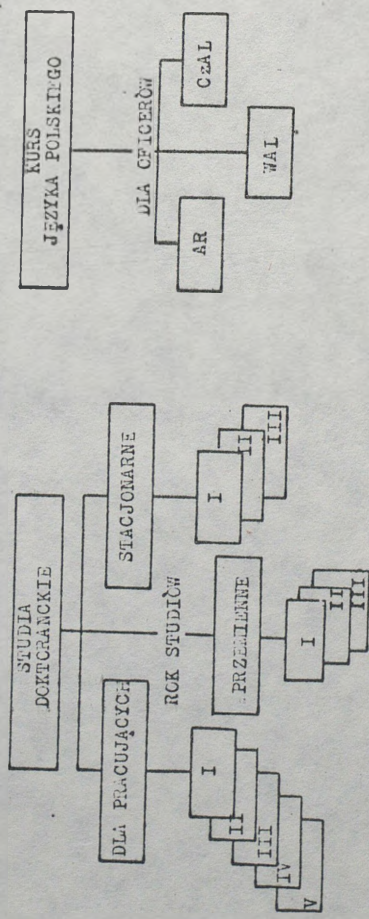 STUDIA
DOKTORANCKIE
DLA PRACUJĄCYCH
STACJONARNE
ROK STUDIÓW
PRZEMIENNE
I
II
III
IV
V
I
II
III
I
II
III
KURS
JĘZYKA POLSKIEGO
DLA OFICERÓW
AR
CzAL
WAL